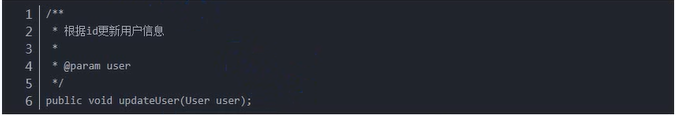 1 /**
2 * 根据id更新用户信息
3 *
4 * @param user
5 */
6 public void updateUser(User user);